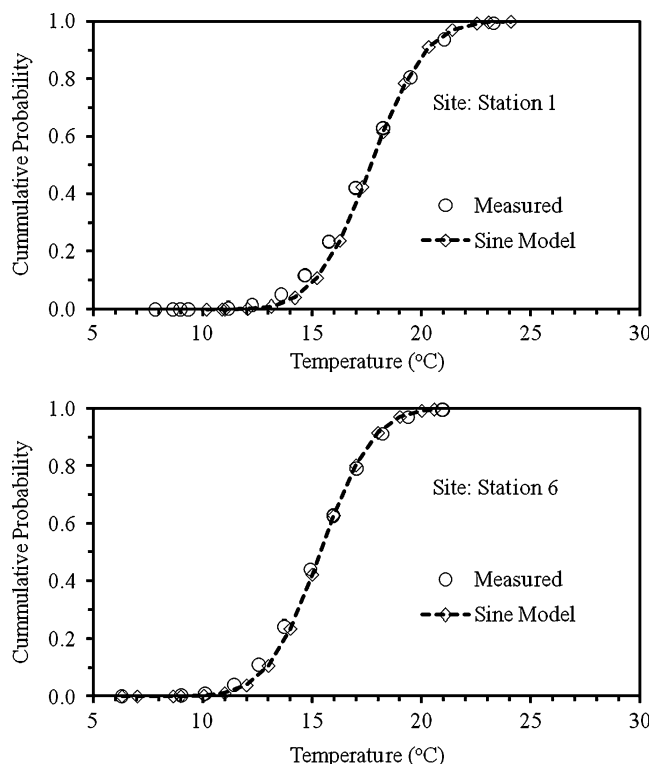 1.0
0.8
0.6
0.4
0.2
0.0
Cummulative Probability
Site: Station 1
Measured
Sine Model
5 10 15 20 25 30
Temperature (°C)
1.0
0.8
0.6
0.4
0.2
0.0
Cummulative Probability
Site: Station 6
Measured
Sine Model
5 10 15 20 25 30
Temperature (°C)